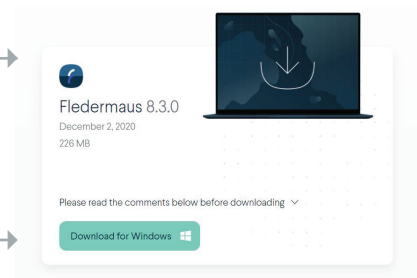 Fledermaus 8.3.0
December 2, 2020
226 MB
Please read the comments below before downloading
Download for Windows